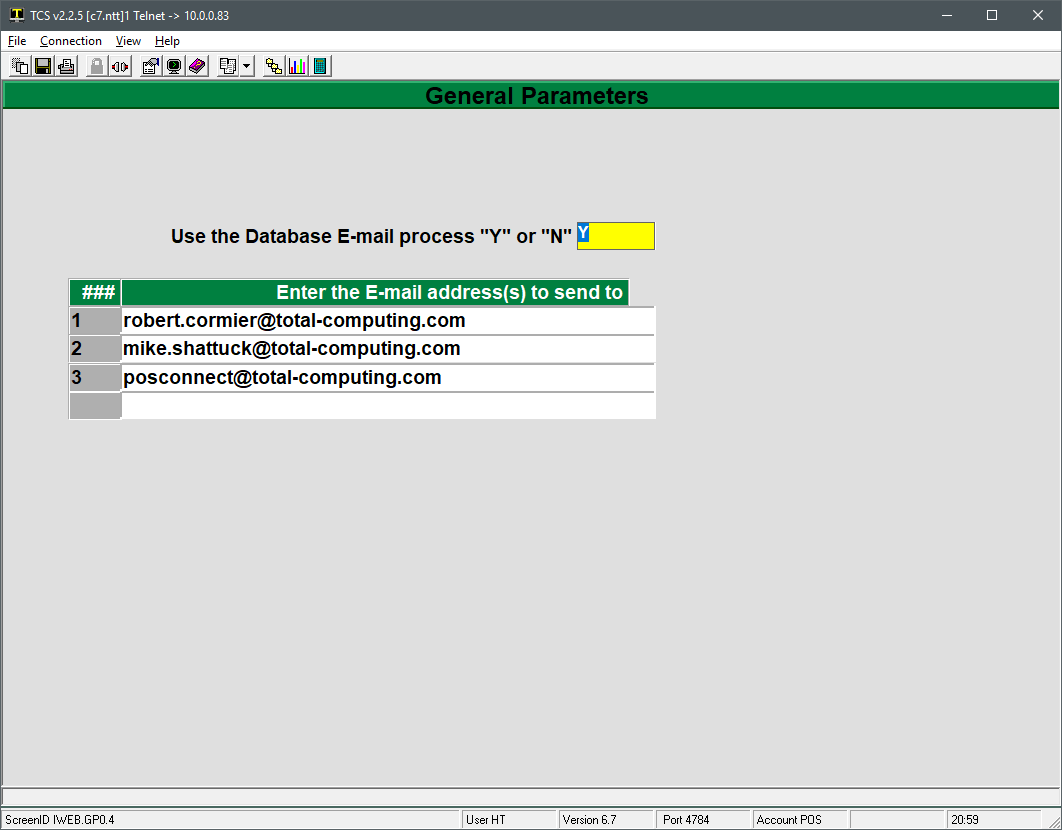 TCS v2.2.5 [c7.ntt]1 Telnet -> 10.0.0.83
File Connection View Help
General Parameters
Use the Database E-mail process "Y" or "N" Y
### Enter the E-mail address(s) to send to
1 robert.cormier@total-computing.com
2 mike.shattuck@total-computing.com
3 posconnect@total-computing.com
ScreenID IWEB.GP0.4 User HT Version 6.7 Port 4784 Account POS 20:59